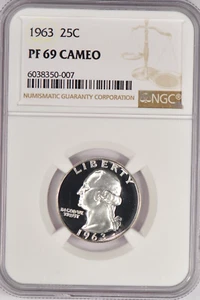 1963 25C
PF 69 CAMEO
6038350-007
NUMISMATIC GUARANTY CORPORATION
NGC®
LIBERTY
IN GOD WE
TRUST
1963